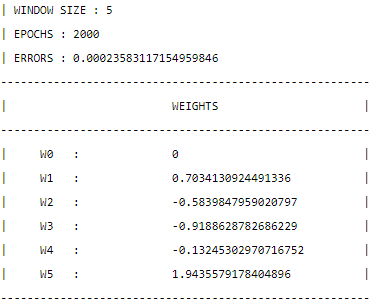 | WINDOW SIZE : 5
| EPOCHS : 2000
| ERRORS : 0.00023583117154959846
--------------------------------------------------------
| WEIGHTS |
--------------------------------------------------------
| W0 : 0 |
| W1 : 0.7034130924491336 |
| W2 : -0.5839847959020797 |
| W3 : -0.9188628782686229 |
| W4 : -0.13245302970716752 |
| W5 : 1.9435579178404896 |
--------------------------------------------------------